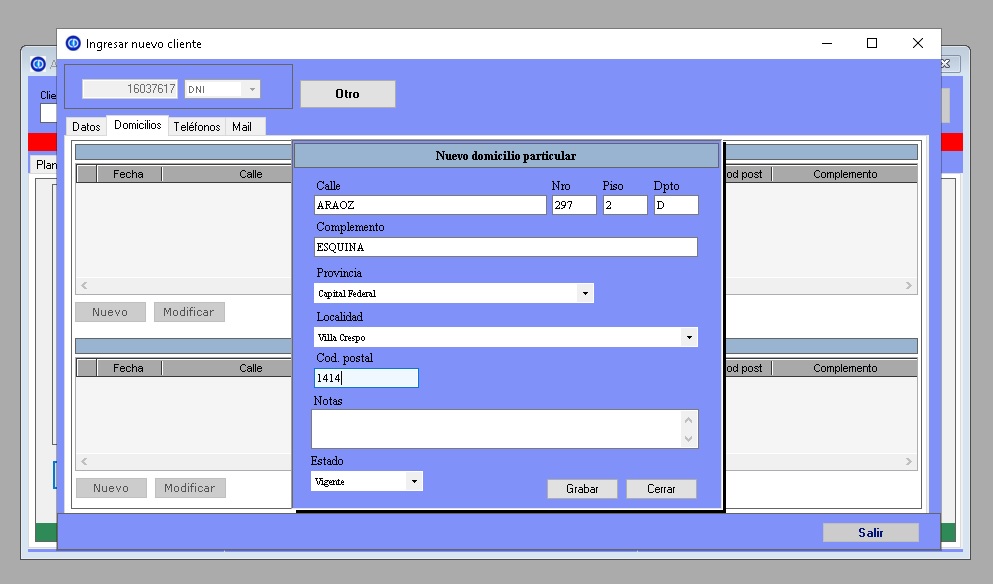 Ingresar nuevo cliente
A
Clie
16037617 DNI
Otro
Datos Domicilios Teléfonos Mail
Plan
Nuevo domicilio particular
Fecha Calle od post Complemento
Calle Nro Piso Dpto
ARAOZ 297 2 D
Complemento
ESQUINA
Provincia
Capital Federal
Nuevo Modificar
Localidad
Villa Crespo
Cod. postal
Fecha Calle od post Complemento
1414
Notas
Estado
Vigente
Nuevo Modificar
Grabar Cerrar
Salir